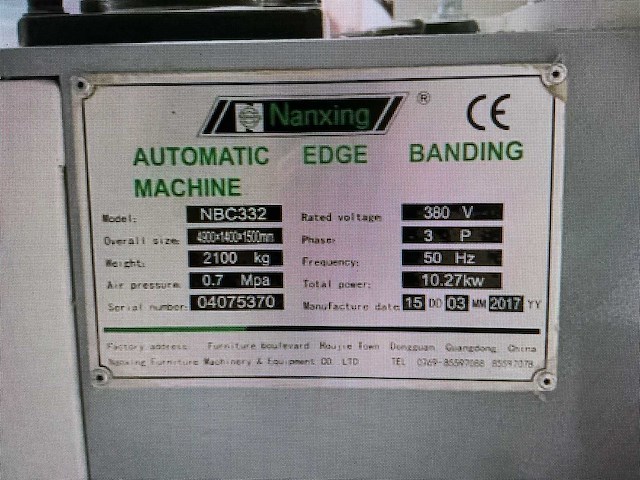 Nanxing ® CE
AUTOMATIC EDGE BANDING
MACHINE
Model: NBC332 Rated voltage: 380 V
Overall size: 4900×1400×1500mm Phase: 3 P
Weight: 2100 kg Frequency: 50 Hz
Air pressure: 0.7 Mpa Total power: 10.27kw
Serial number: 04075370 Manufacture date: 15 DD 03 MM 2017 YY
Factory address: Furniture boulevard Houjie Town Dongguan, Guangdong, China
Nanxing Furniture Machinery & Equipment CO. LTD TEL 0769-85597088 85597078